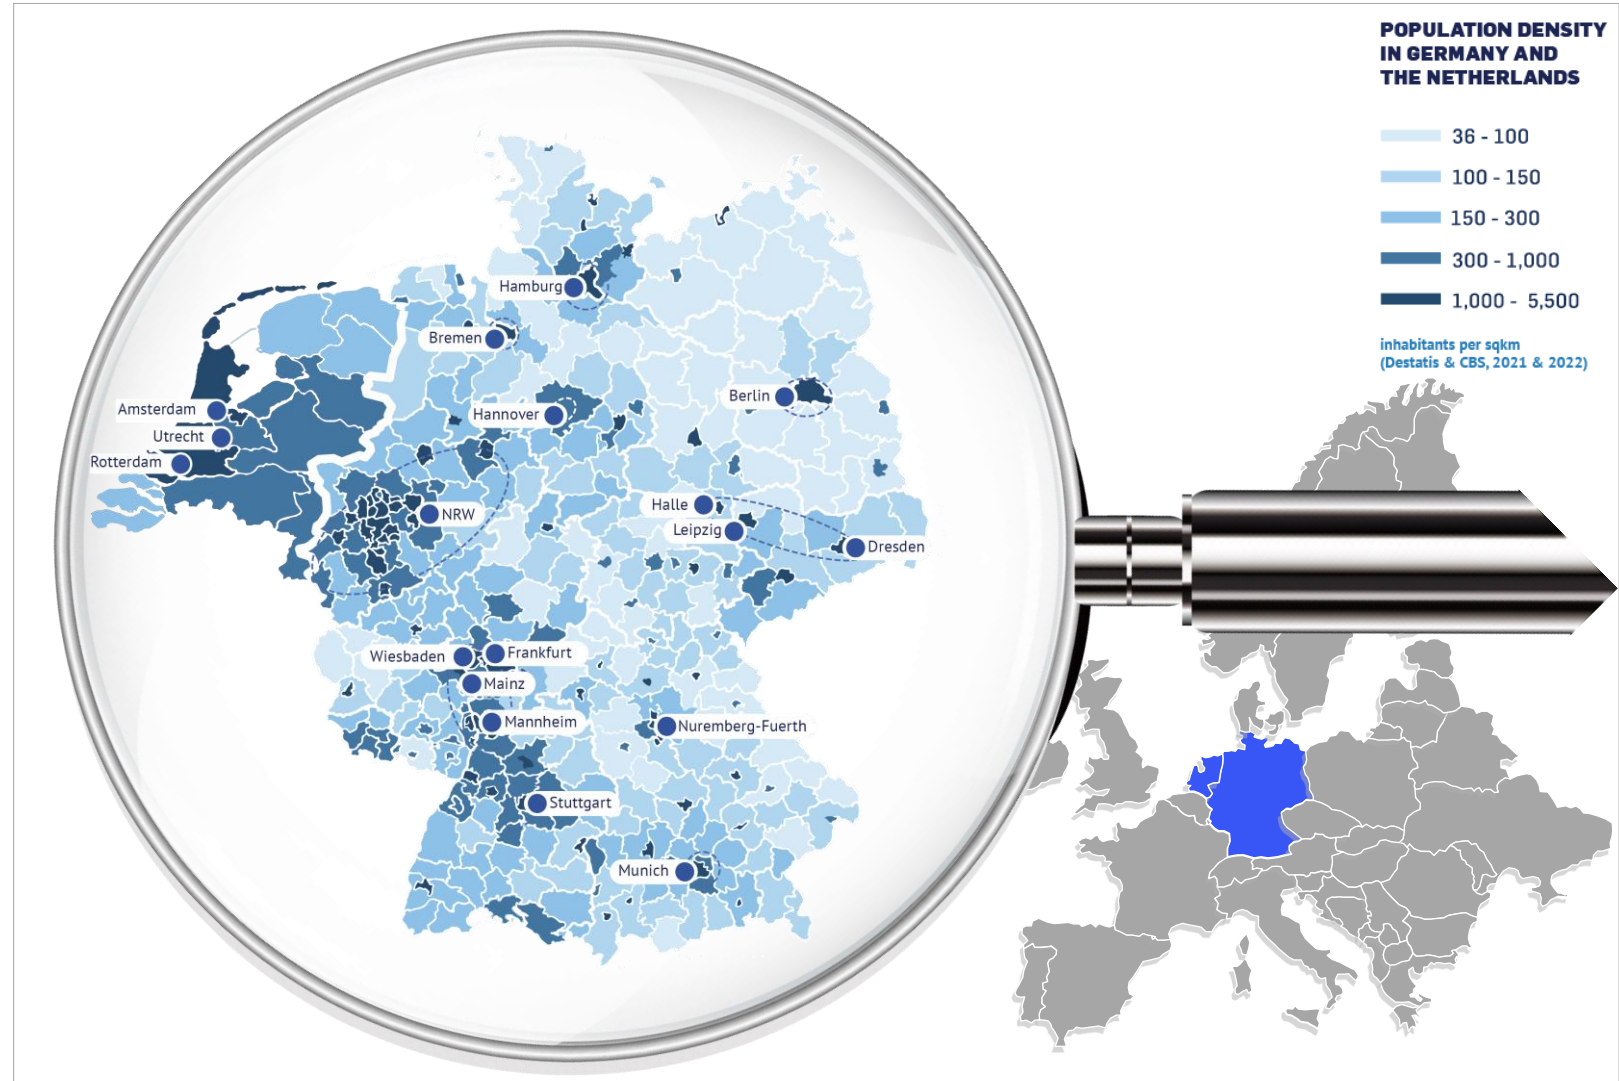 POPULATION DENSITY
IN GERMANY AND
THE NETHERLANDS
36 - 100
100 - 150
150 - 300
300 - 1,000
1,000 - 5,500
inhabitants per sqkm
(Destatis & CBS, 2021 & 2022)
Hamburg
Bremen
Berlin
Amsterdam
Hannover
Utrecht
Rotterdam
Halle
NRW
Leipzig
Dresden
Wiesbaden
Frankfurt
Mainz
Mannheim
Nuremberg-Fuerth
Stuttgart
Munich